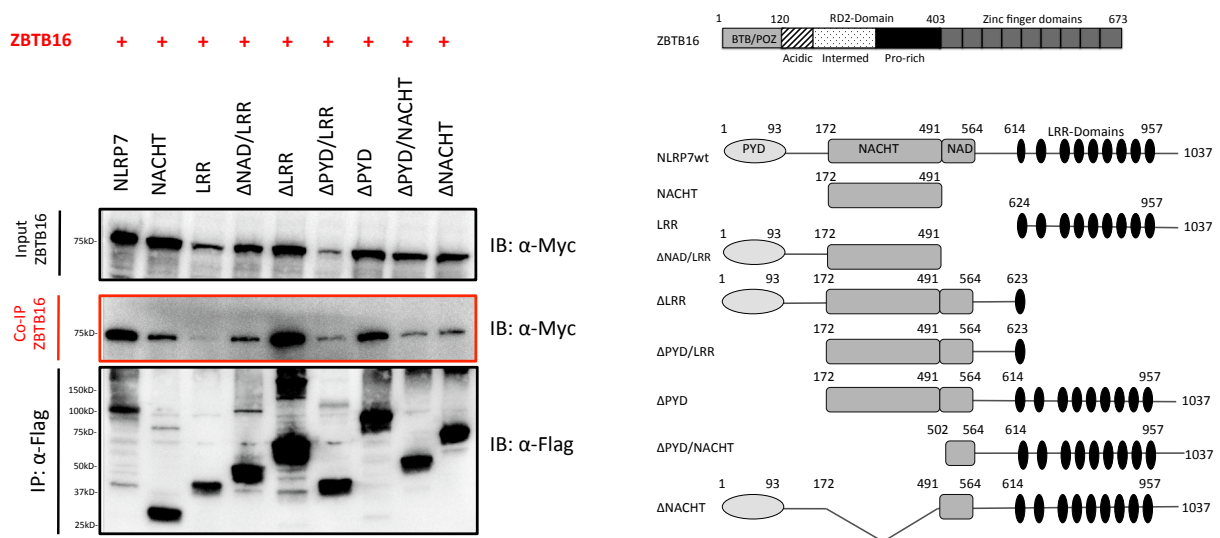 ZBTB16 + + + + + + + + +
NLRP7
NACHT
LRR
ΔNAD/LRR
ΔLRR
ΔPYD/LRR
ΔPYD
ΔPYD/NACHT
ΔNACHT
Input
ZBTB16
75kD-
IB: α-Myc
Co-IP
ZBTB16
75kD-
IB: α-Myc
IP: α-Flag
150kD-
100kD-
75kD-
50kD-
37kD-
25kD-
IB: α-Flag
1 120 RD2-Domain 403 Zinc finger domains 673
ZBTB16 BTB/POZ
Acidic Intermed Pro-rich
1 93 172 491 564 614 LRR-Domains 957
NLRP7wt PYD NACHT NAD 1037
172 491
NACHT
624 957
LRR 1037
1 93 172 491
ΔNAD/LRR
1 93 172 491 564 623
ΔLRR
172 491 564 623
ΔPYD/LRR
172 491 564 614 957
ΔPYD 1037
502 564 614 957
ΔPYD/NACHT 1037
1 93 172 491 564 614 957
ΔNACHT 1037